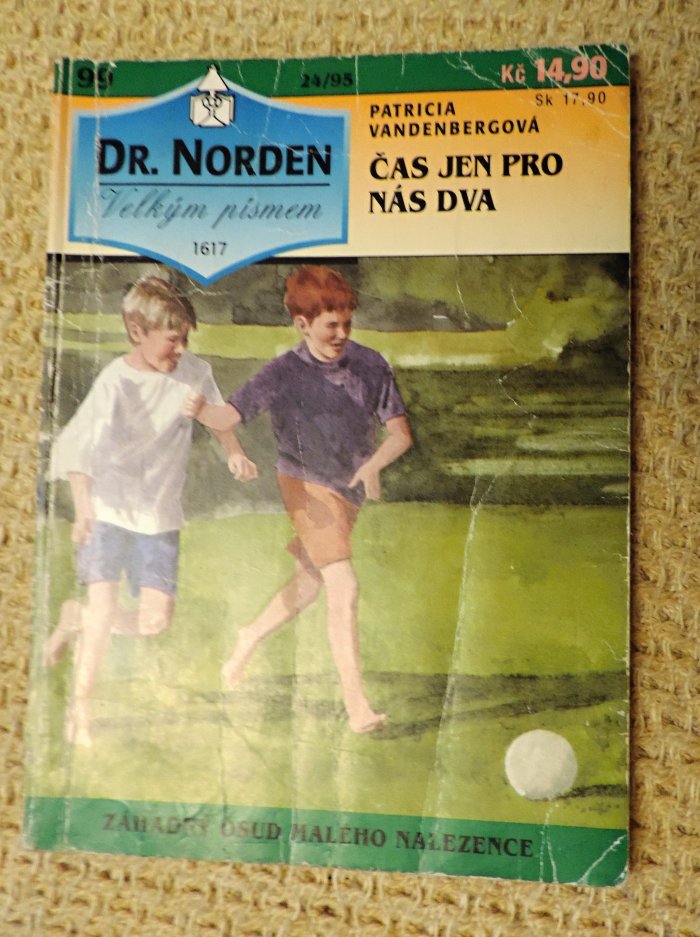 99
24/95
Kč 14,90
Sk 17,90
DR. NORDEN
Velkým písmem
1617
PATRICIA
VANDENBERGOVÁ
ČAS JEN PRO
NÁS DVA
ZÁHADNÝ OSUD MALÉHO NALEZENCE